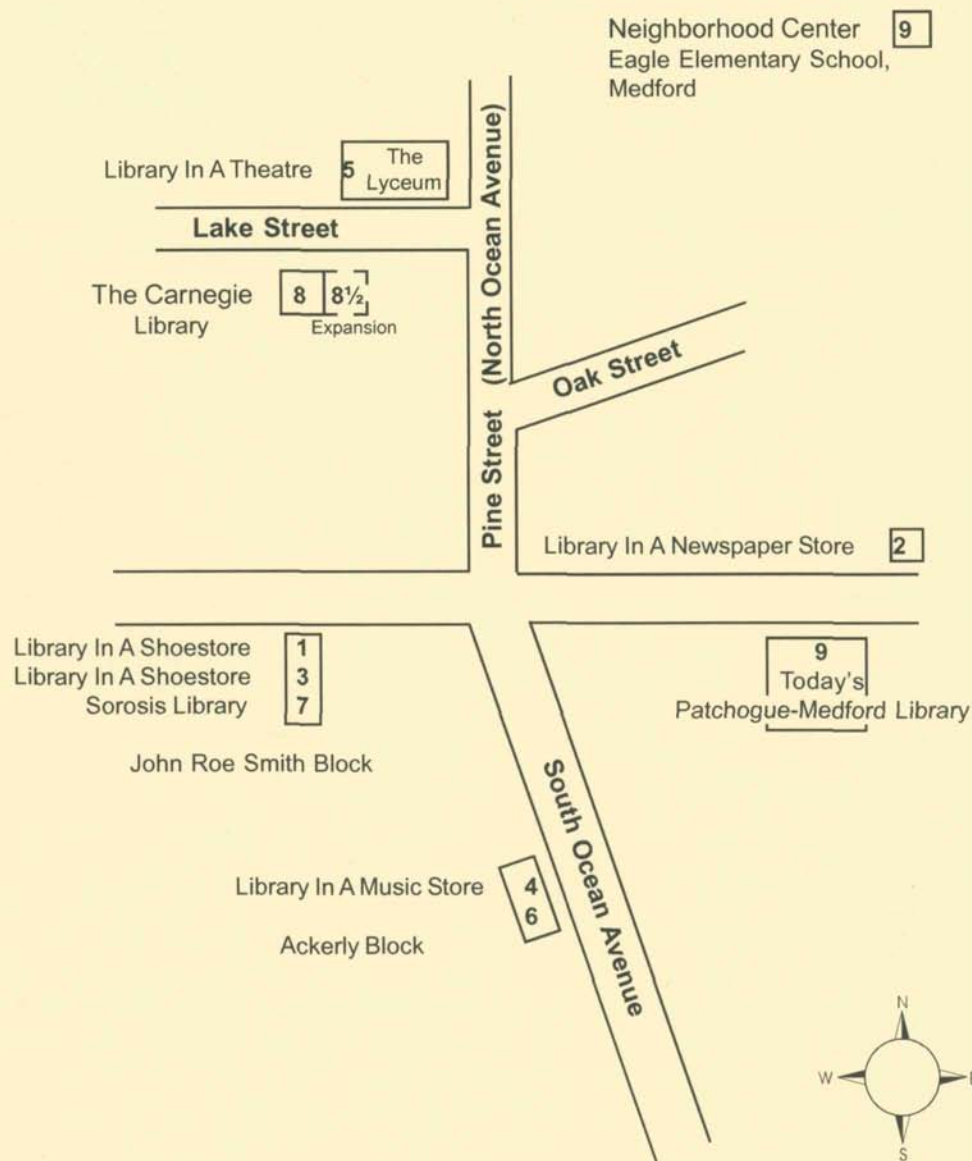 Neighborhood Center 9
Eagle Elementary School,
Medford
Library In A Theatre 5 The
Lyceum
Lake Street
The Carnegie 8 8½
Library
Expansion
Pine Street (North Ocean Avenue)
Oak Street
Library In A Newspaper Store 2
Library In A Shoestore 1
Library In A Shoestore 3
Sorosis Library 7
John Roe Smith Block
9
Today's
Patchogue-Medford Library
South Ocean Avenue
Library In A Music Store 4
6
Ackerly Block
N
W E
S